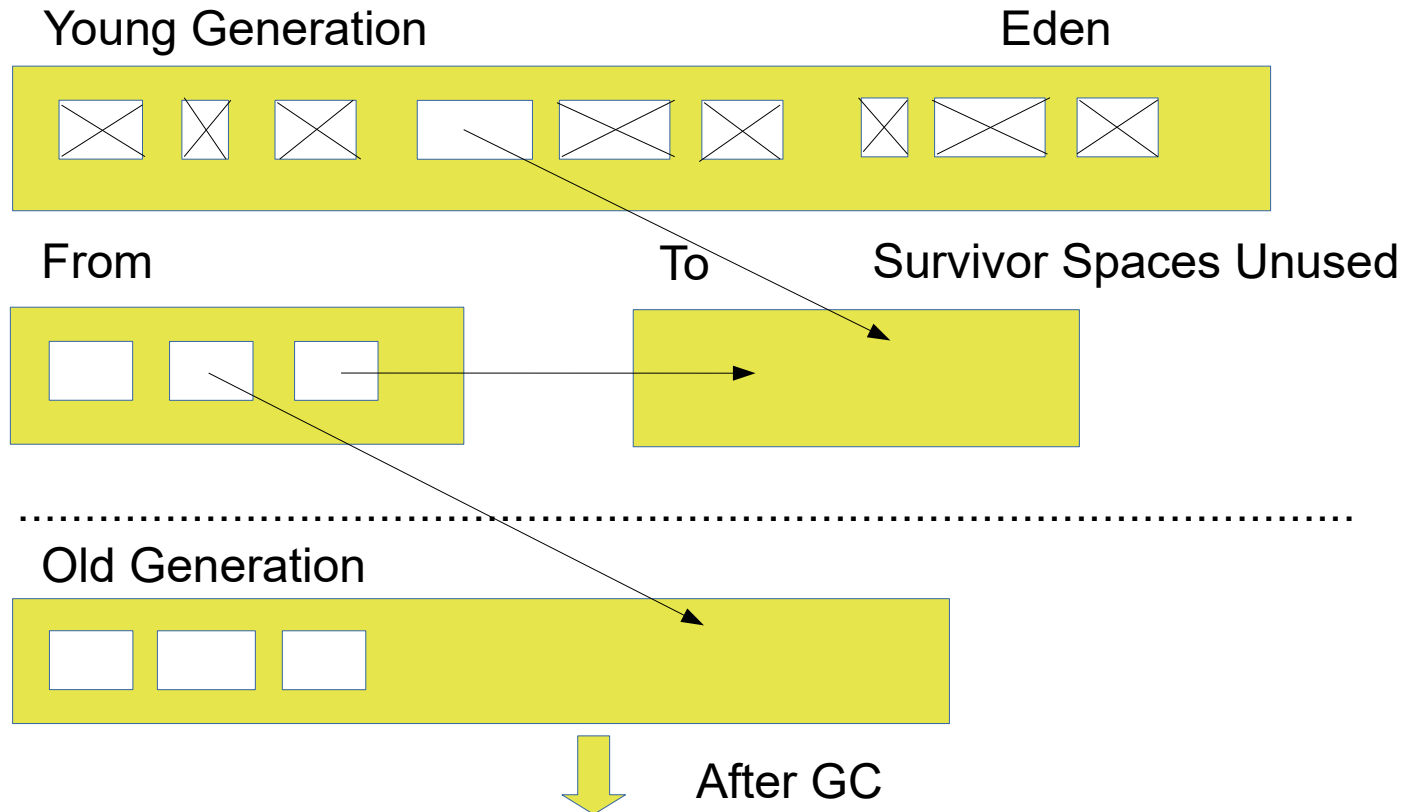 Young Generation
Eden
From
To
Survivor Spaces Unused
Old Generation
After GC